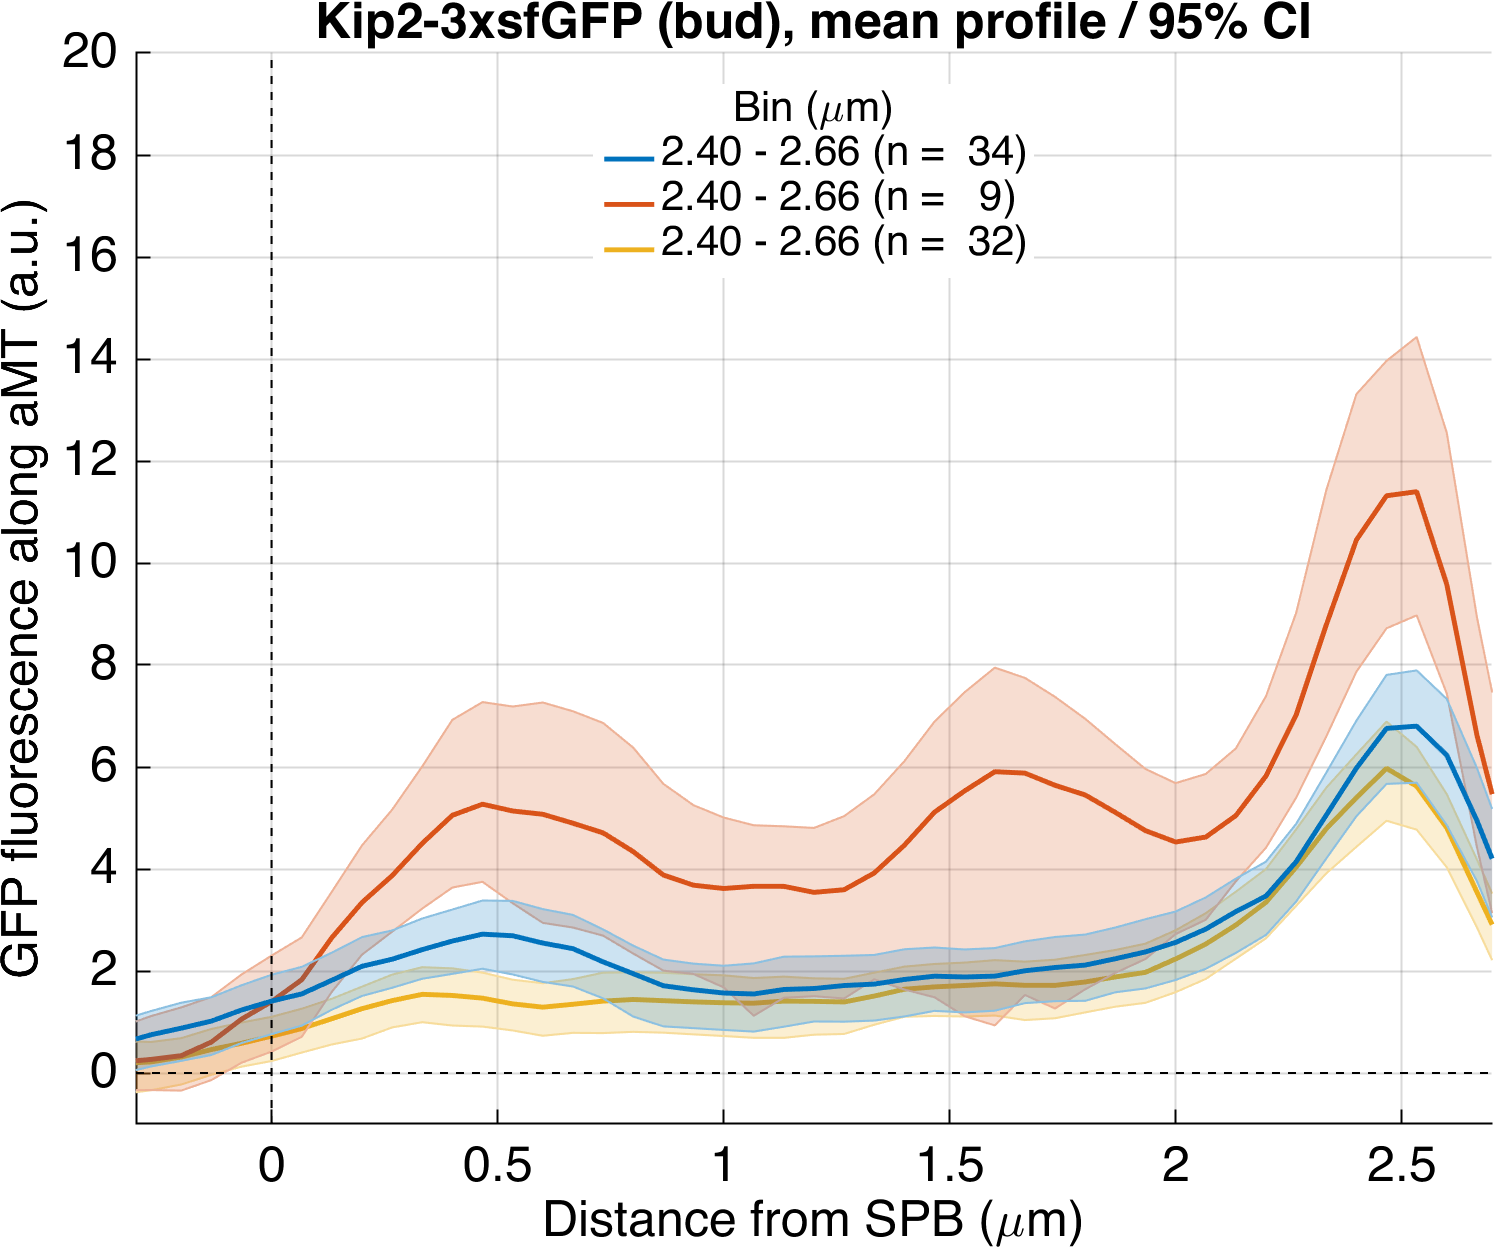 Kip2-3xsfGFP (bud), mean profile / 95% CI
GFP fluorescence along aMT (a.u.)
20
18
16
14
12
10
8
6
4
2
0
Bin (μm)
2.40 - 2.66 (n = 34)
2.40 - 2.66 (n = 9)
2.40 - 2.66 (n = 32)
0 0.5 1 1.5 2 2.5
Distance from SPB (μm)